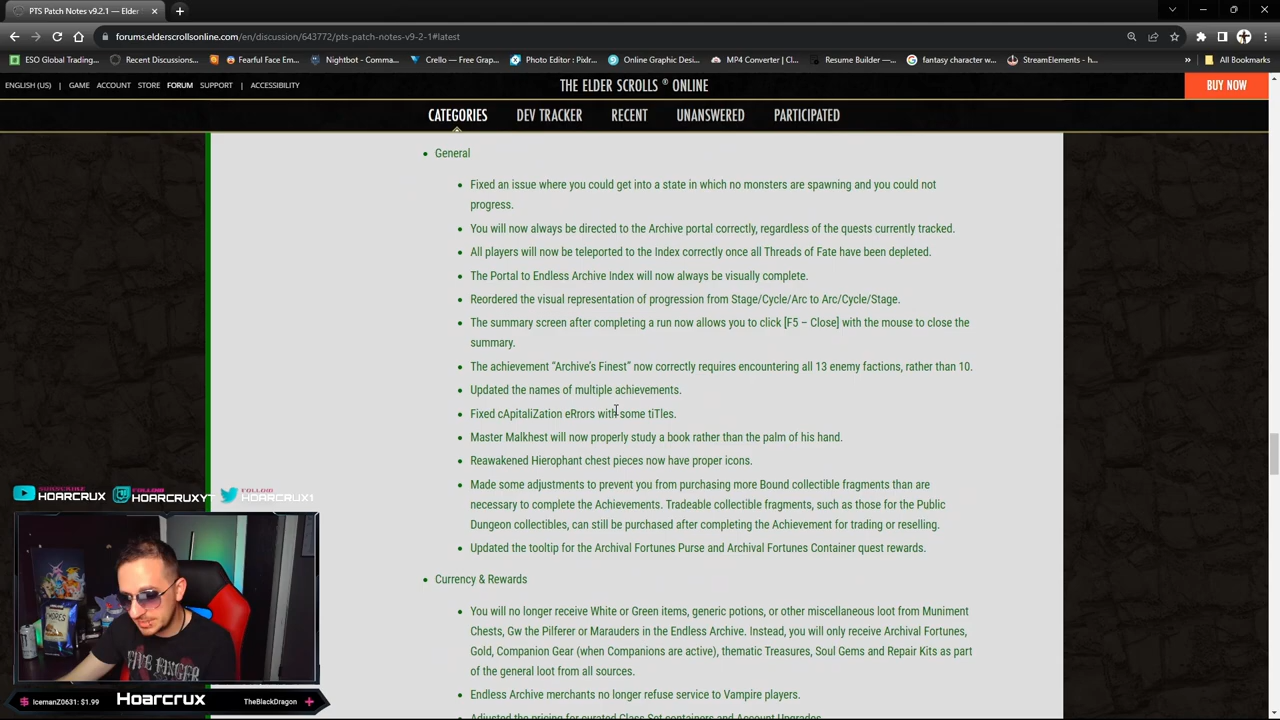 PTS Patch Notes v9.2.1 — Elder
forums.elderscrollsonline.com/en/discussion/643772/pts-patch-notes-v9-2-1#latest
ESO Global Trading... Recent Discussions... Fearful Face Em... Nightbot - Comma... Crello — Free Grap... Photo Editor : Pixlr... Online Graphic Desi... MP4 Converter | Cl... Resume Builder —... fantasy character w... StreamElements - I... » All Bookmarks
ENGLISH (US) | GAME ACCOUNT STORE FORUM SUPPORT | ACCESSIBILITY
THE ELDER SCROLLS ® ONLINE
BUY NOW
CATEGORIES DEV TRACKER RECENT UNANSWERED PARTICIPATED
General
Fixed an issue where you could get into a state in which no monsters are spawning and you could not
progress.
You will now always be directed to the Archive portal correctly, regardless of the quests currently tracked.
All players will now be teleported to the Index correctly once all Threads of Fate have been depleted.
The Portal to Endless Archive Index will now always be visually complete.
Reordered the visual representation of progression from Stage/Cycle/Arc to Arc/Cycle/Stage.
The summary screen after completing a run now allows you to click [F5 – Close] with the mouse to close the
summary.
The achievement “Archive’s Finest” now correctly requires encountering all 13 enemy factions, rather than 10.
Updated the names of multiple achievements.
Fixed cApitaliZation eRrors with some tiTles.
Master Malkhest will now properly study a book rather than the palm of his hand.
Reawakened Hierophant chest pieces now have proper icons.
Made some adjustments to prevent you from purchasing more Bound collectible fragments than are
necessary to complete the Achievements. Tradeable collectible fragments, such as those for the Public
Dungeon collectibles, can still be purchased after completing the Achievement for trading or reselling.
Updated the tooltip for the Archival Fortunes Purse and Archival Fortunes Container quest rewards.
Currency & Rewards
You will no longer receive White or Green items, generic potions, or other miscellaneous loot from Muniment
Chests, Gw the Pilferer or Marauders in the Endless Archive. Instead, you will only receive Archival Fortunes,
Gold, Companion Gear (when Companions are active), thematic Treasures, Soul Gems and Repair Kits as part
of the general loot from all sources.
Endless Archive merchants no longer refuse service to Vampire players.
Adjusted the pricing for curated Class Set containers and Account Upgrades.
SUBSCRIBE
HOARCRUX
FOLLOW
HOARCRUXYT
FOLLOW
HOARCRUX1
IcemanZ0631: $1.99
Hoarcrux
TheBlackDragon